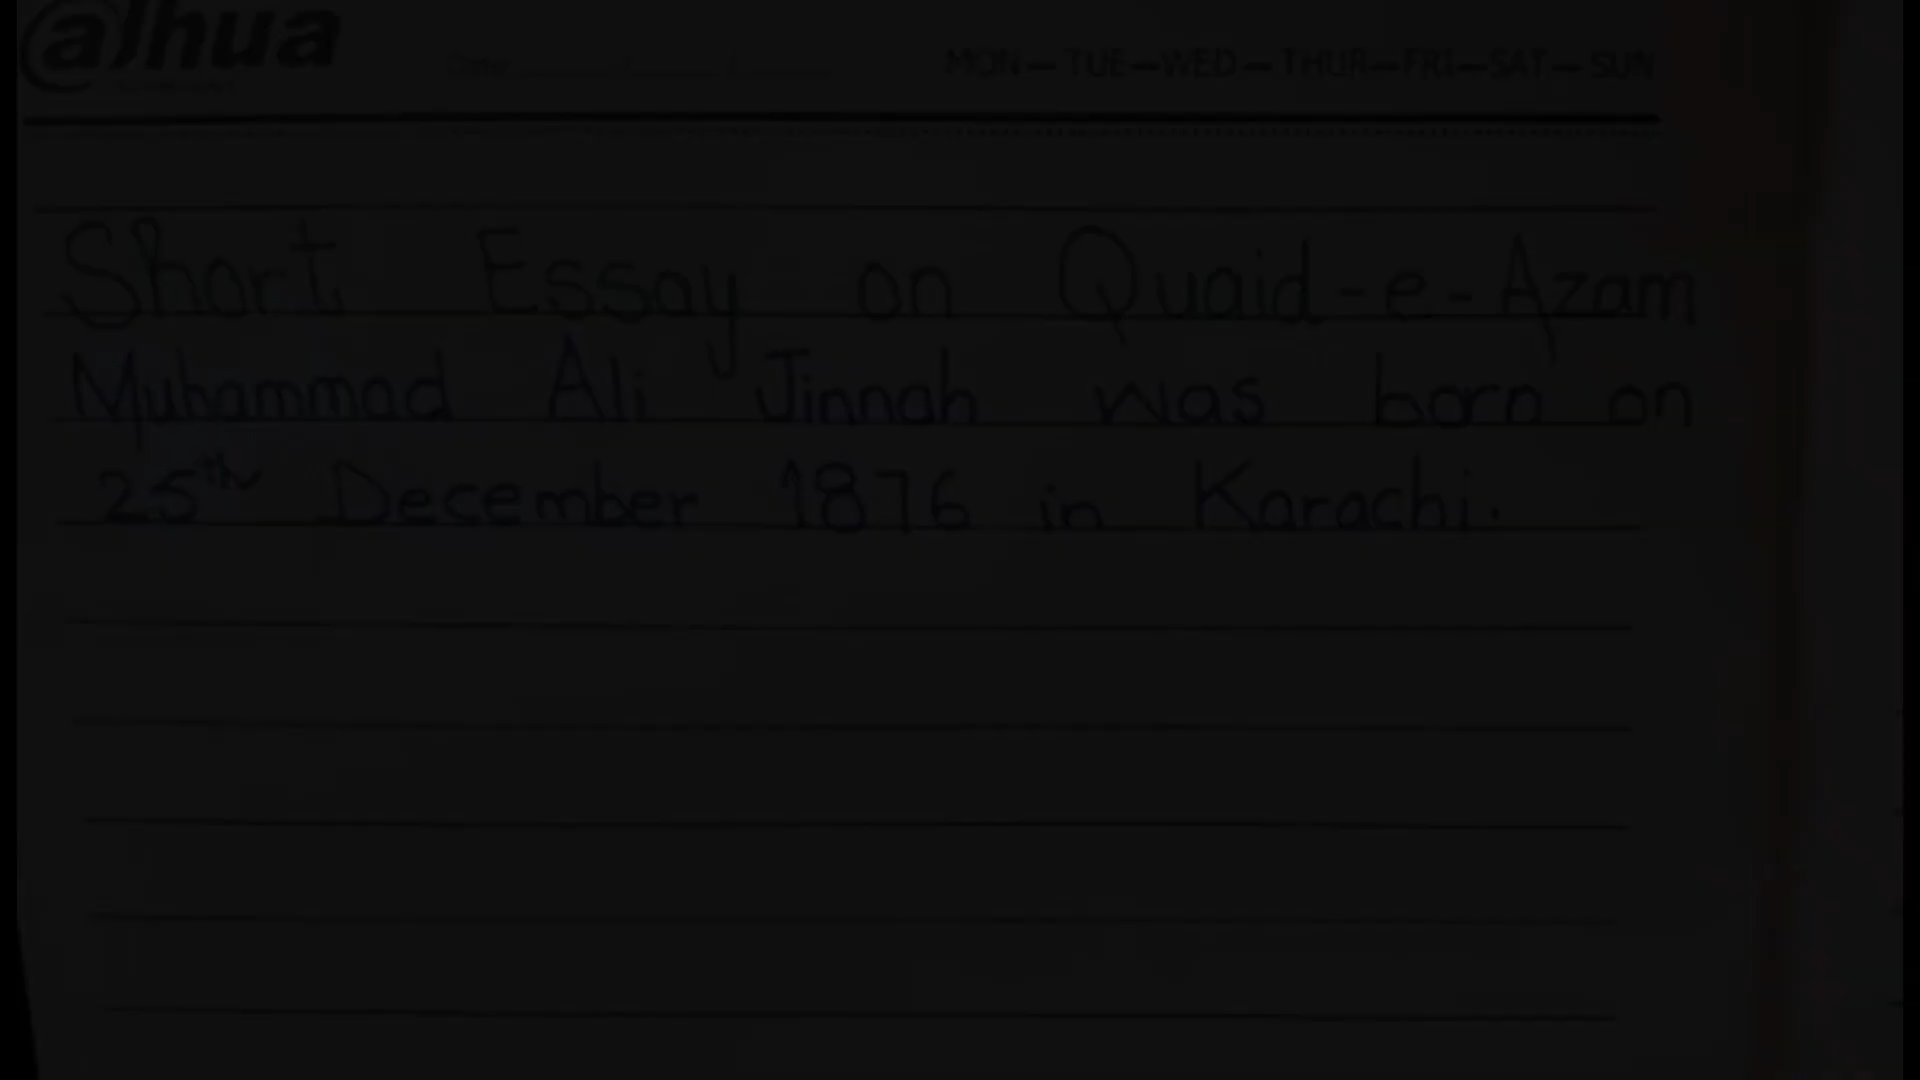 alhua
Date: / /
MON—TUE—WED—THUR—FRI—SAT—SUN
Short Essay on Quaid-e-Azam
Muhammad Ali Jinnah was born on
25th December 1876 in Karachi.